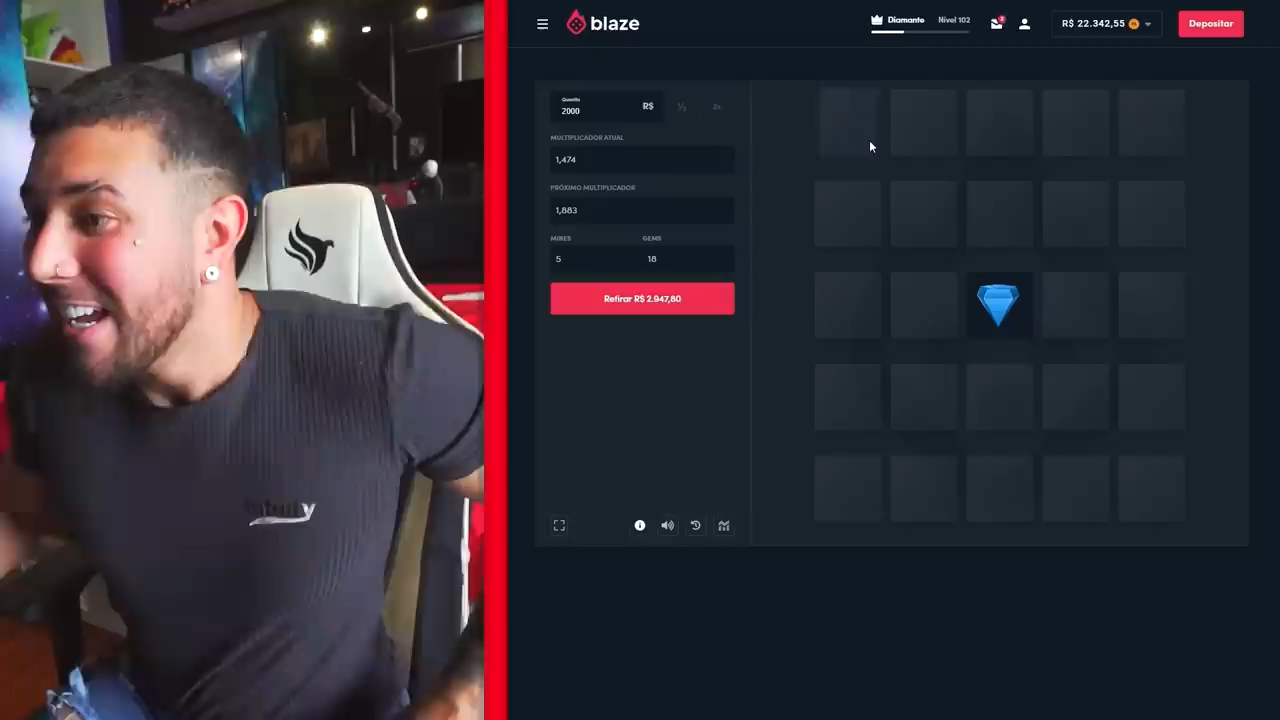 blaze
Diamante Nível 102
2
R$ 22.342,55
Depositar
Quantia
2000 R$ ½ 2x
MULTIPLICADOR ATUAL
1,474
PRÓXIMO MULTIPLICADOR
1,883
MINES GEMS
5 18
Retirar R$ 2.947,80